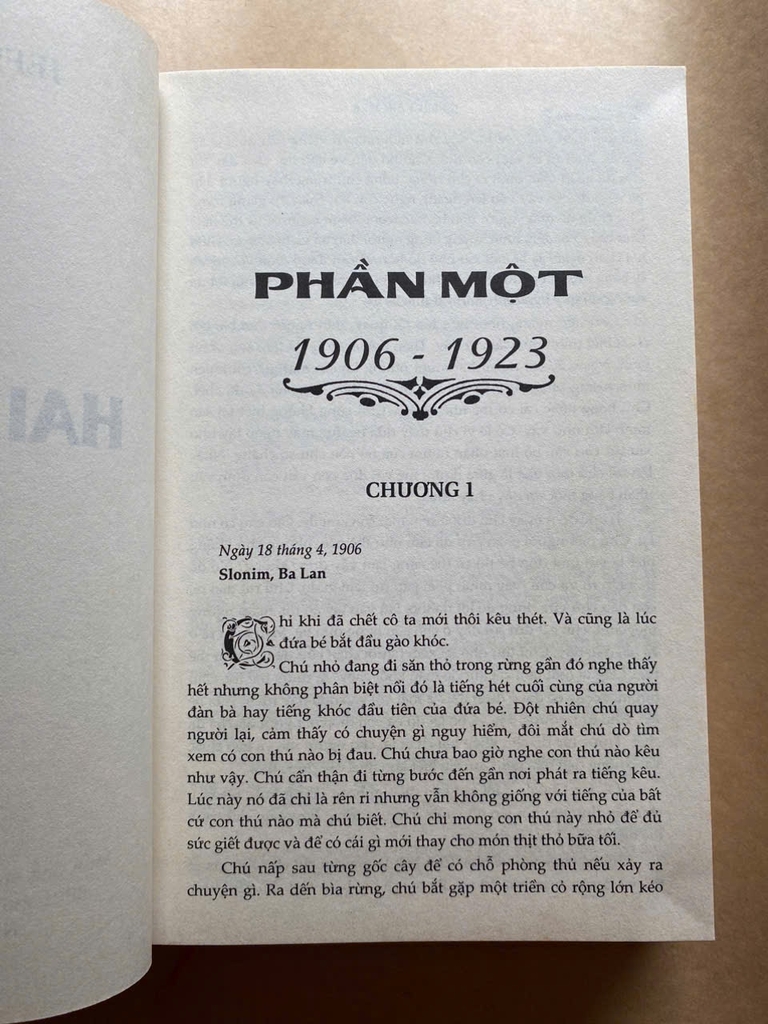 PHẦN MỘT
1906 - 1923
CHƯƠNG 1
Ngày 18 tháng 4, 1906
Slonim, Ba Lan
Chỉ khi đã chết cô ta mới thôi kêu thét. Và cũng là lúc
đứa bé bắt đầu gào khóc.
Chú nhỏ đang đi săn thỏ trong rừng gần đó nghe thấy
hết nhưng không phân biệt nổi đó là tiếng hét cuối cùng của người
đàn bà hay tiếng khóc đầu tiên của đứa bé. Đột nhiên chú quay
người lại, cảm thấy có chuyện gì nguy hiểm, đôi mắt chú dò tìm
xem có con thú nào bị đau. Chú chưa bao giờ nghe con thú nào kêu
như vậy. Chú cẩn thận đi từng bước đến gần nơi phát ra tiếng kêu.
Lúc này nó đã chỉ là rên rỉ nhưng vẫn không giống với tiếng của bất
cứ con thú nào mà chú biết. Chú chỉ mong con thú này nhỏ để đủ
sức giết được và để có cái gì mới thay cho món thịt thỏ bữa tối.
Chú nấp sau từng gốc cây để có chỗ phòng thủ nếu xảy ra
chuyện gì. Ra đến bìa rừng, chú bắt gặp một triền cỏ rộng lớn kéo
HAI